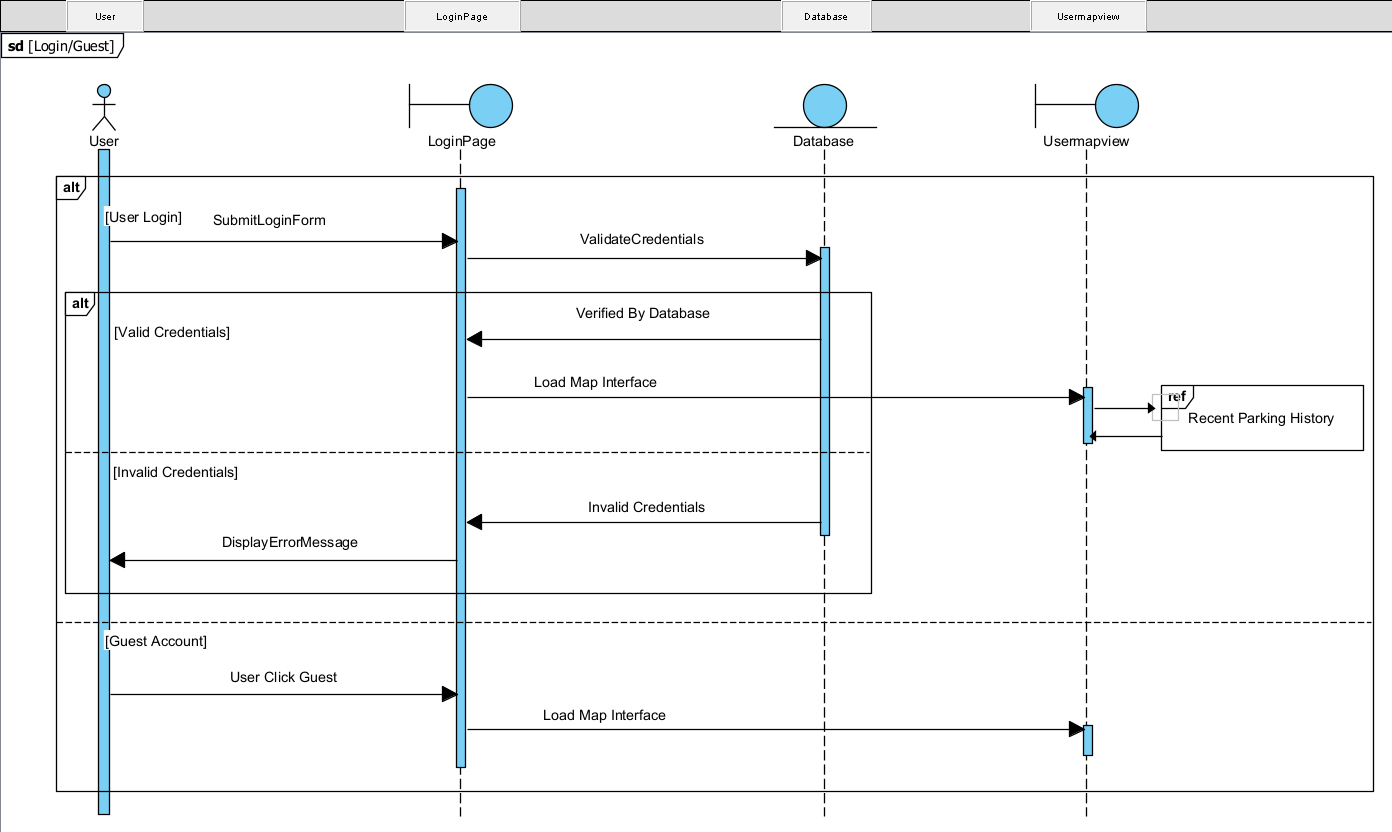 User LoginPage Database Usermapview
sd [Login/Guest]
User LoginPage Database Usermapview
alt
[User Login] SubmitLoginForm
ValidateCredentials
alt
Verified By Database
[Valid Credentials]
Load Map Interface
ref
Recent Parking History
[Invalid Credentials]
Invalid Credentials
DisplayErrorMessage
[Guest Account]
User Click Guest
Load Map Interface